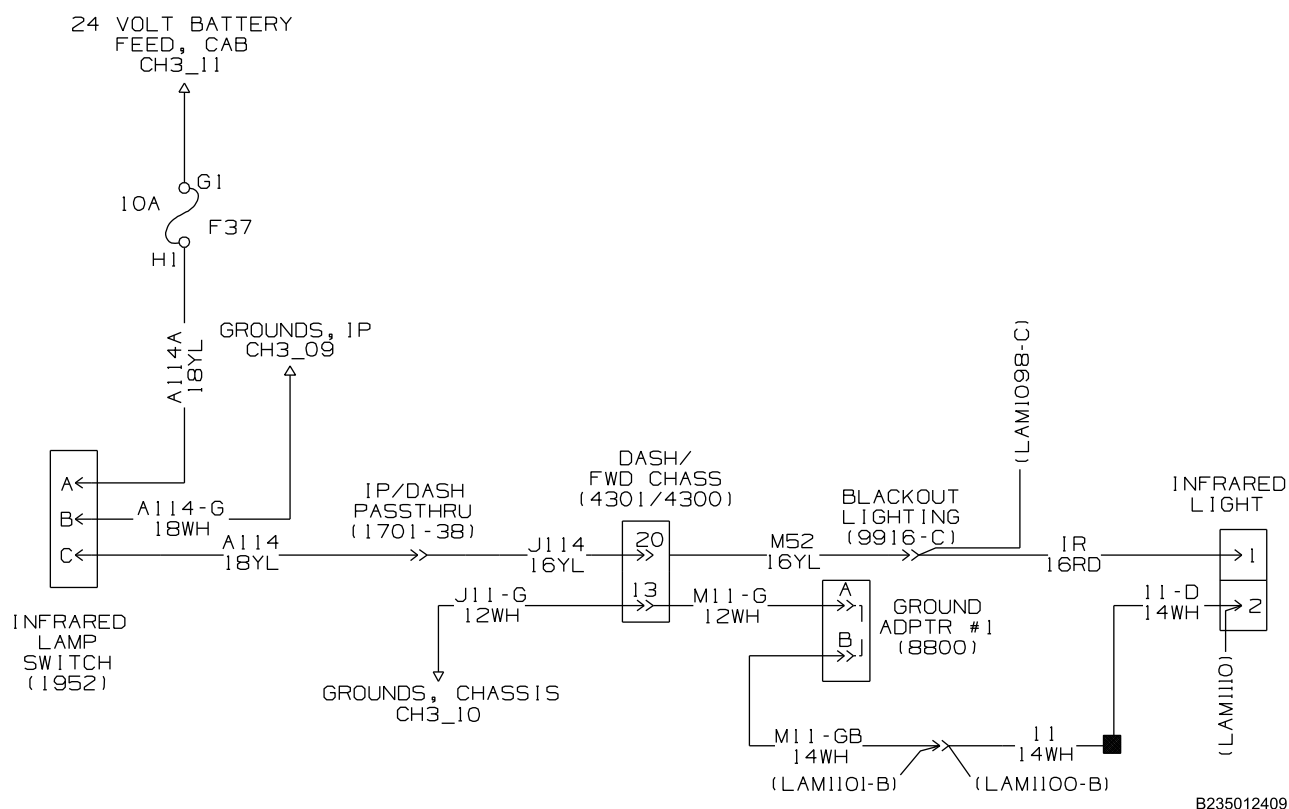 24 VOLT BATTERY
FEED, CAB
CH3_11
G1
10A
F37
H1
A114A
18YL
GROUNDS, IP
CH3_09
A
B
C
A114-G
18WH
A114
18YL
INFRARED
LAMP
SWITCH
(1952)
IP/DASH
PASSTHRU
(1701-38)
J114
16YL
DASH/
FWD CHASS
(4301/4300)
20
13
J11-G
12WH
GROUNDS, CHASSIS
CH3_10
M52
16YL
M11-G
12WH
BLACKOUT
LIGHTING
(9916-C)
(LAM1098-C)
A
B
GROUND
ADPTR #1
(8800)
IR
16RD
INFRARED
LIGHT
1
2
11-D
14WH
(LAM1110)
M11-GB
14WH
11
14WH
(LAM1101-B)
(LAM1100-B)
B235012409